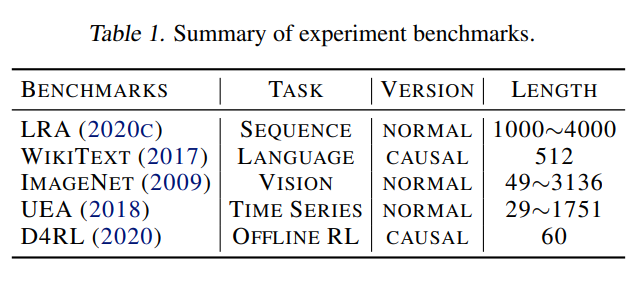 Table 1. Summary of experiment benchmarks.
BENCHMARKS TASK VERSION LENGTH
LRA (2020C) SEQUENCE NORMAL 1000~4000
WIKITEXT (2017) LANGUAGE CAUSAL 512
IMAGENET (2009) VISION NORMAL 49~3136
UEA (2018) TIME SERIES NORMAL 29~1751
D4RL (2020) OFFLINE RL CAUSAL 60